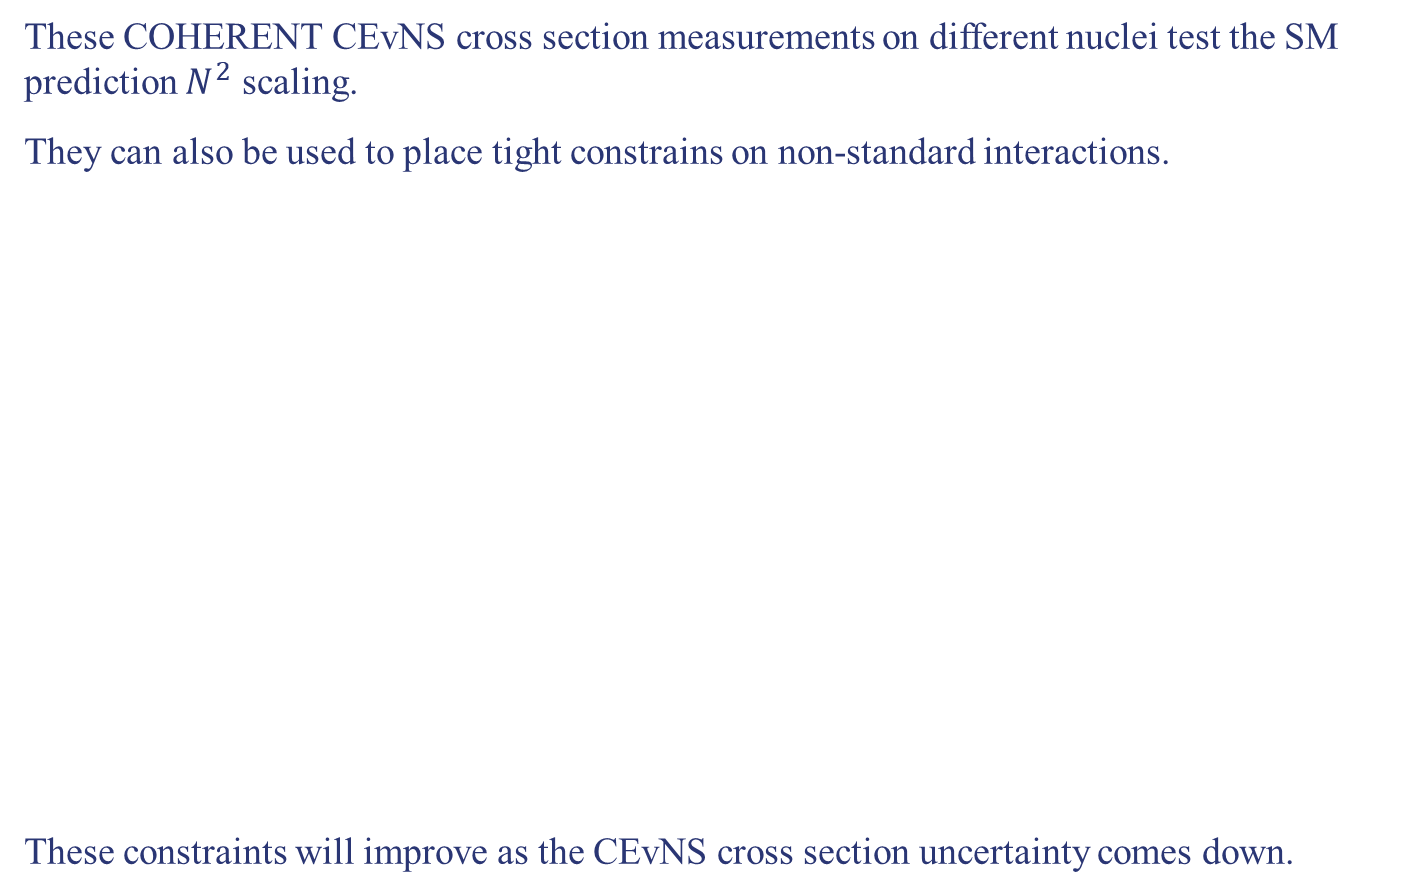 These COHERENT CEvNS cross section measurements on different nuclei test the SM
prediction N² scaling.
They can also be used to place tight constrains on non-standard interactions.
These constraints will improve as the CEvNS cross section uncertainty comes down.